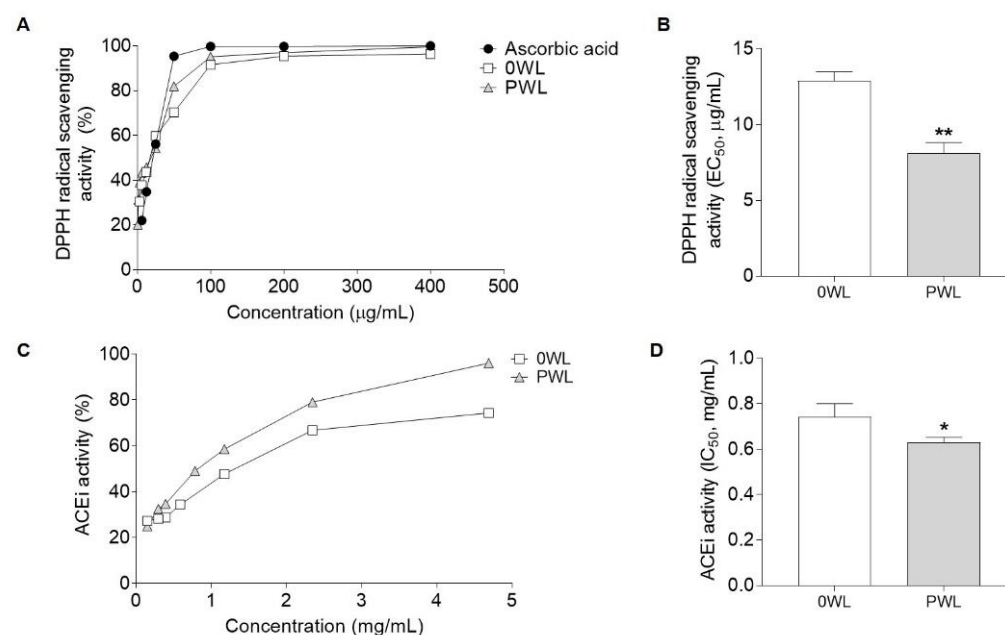 A
DPPH radical scavenging
activity (%)
100
80
60
40
20
0
0
100
200
300
400
500
Concentration (μg/mL)
Ascorbic acid
0WL
PWL
B
DPPH radical scavenging
activity (EC50, μg/mL)
15
10
5
0
**
0WL
PWL
C
ACEi activity (%)
100
80
60
40
20
0
0
1
2
3
4
5
Concentration (mg/mL)
0WL
PWL
D
ACEi activity (IC50, mg/mL)
1.0
0.8
0.6
0.4
0.2
0.0
*
0WL
PWL